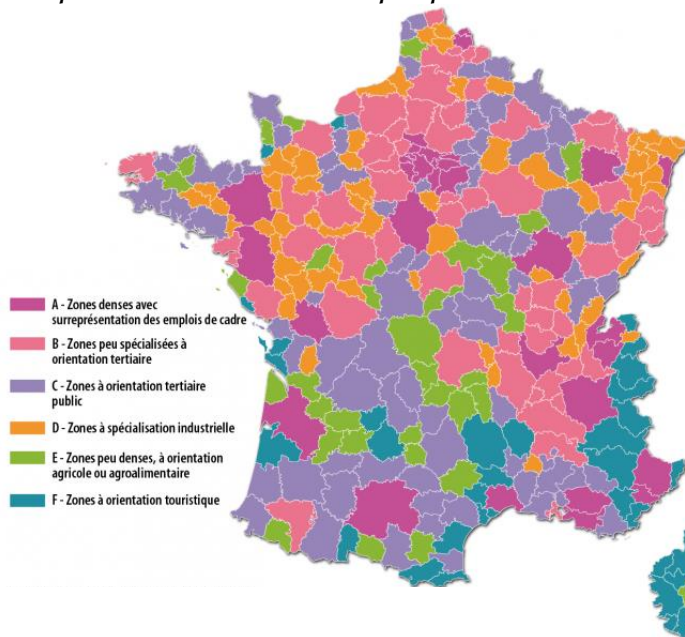 A - Zones denses avec
surreprésentation des emplois de cadre
B - Zones peu spécialisées à
orientation tertiaire
C - Zones à orientation tertiaire
public
D - Zones à spécialisation industrielle
E - Zones peu denses, à orientation
agricole ou agroalimentaire
F - Zones à orientation touristique